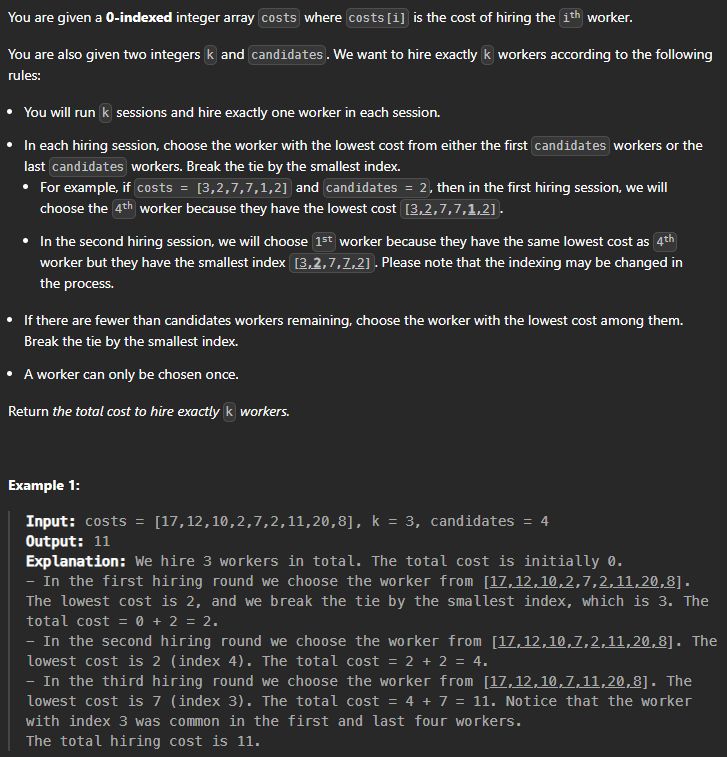 You are given a 0-indexed integer array costs where costs[i] is the cost of hiring the ith worker.
You are also given two integers k and candidates. We want to hire exactly k workers according to the following
rules:
• You will run k sessions and hire exactly one worker in each session.
• In each hiring session, choose the worker with the lowest cost from either the first candidates workers or the
last candidates workers. Break the tie by the smallest index.
• For example, if costs = [3,2,7,7,1,2] and candidates = 2, then in the first hiring session, we will
choose the 4th worker because they have the lowest cost [3,2,7,7,1,2].
• In the second hiring session, we will choose 1st worker because they have the same lowest cost as 4th
worker but they have the smallest index [3,2,7,7,2]. Please note that the indexing may be changed in
the process.
• If there are fewer than candidates workers remaining, choose the worker with the lowest cost among them.
Break the tie by the smallest index.
• A worker can only be chosen once.
Return the total cost to hire exactly k workers.
Example 1:
Input: costs = [17,12,10,2,7,2,11,20,8], k = 3, candidates = 4
Output: 11
Explanation: We hire 3 workers in total. The total cost is initially 0.
- In the first hiring round we choose the worker from [17,12,10,2,7,2,11,20,8].
The lowest cost is 2, and we break the tie by the smallest index, which is 3. The
total cost = 0 + 2 = 2.
- In the second hiring round we choose the worker from [17,12,10,7,2,11,20,8]. The
lowest cost is 2 (index 4). The total cost = 2 + 2 = 4.
- In the third hiring round we choose the worker from [17,12,10,7,11,20,8]. The
lowest cost is 7 (index 3). The total cost = 4 + 7 = 11. Notice that the worker
with index 3 was common in the first and last four workers.
The total hiring cost is 11.